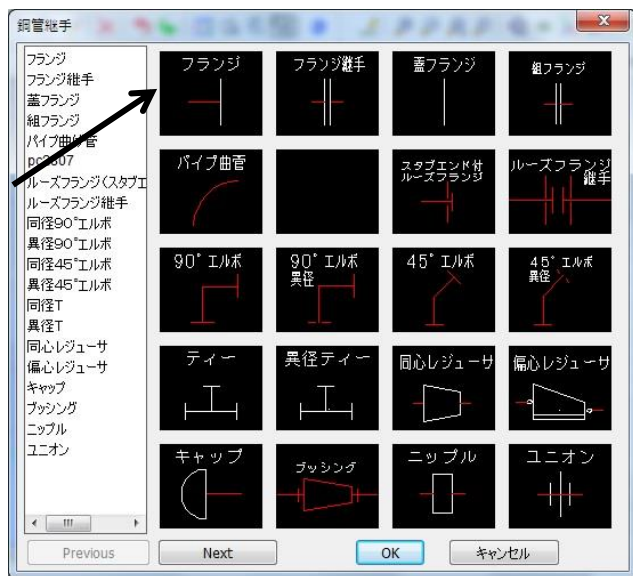 鋼管継手
フランジ
フランジ継手
蓋フランジ
組フランジ
パイプ曲げ管
pc2807
ルーズフランジ(スタブエ
ルーズフランジ継手
同径90°エルボ
異径90°エルボ
同径45°エルボ
異径45°エルボ
同径T
異径T
同心レジューサ
偏心レジューサ
キャップ
ブッシング
ニップル
ユニオン
フランジ
フランジ継手
蓋フランジ
組フランジ
パイプ曲管
スタブエンド付
ルーズフランジ
ルーズフランジ
継手
90°エルボ
90°エルボ
異径
45°エルボ
45°エルボ
異径
ティー
異径ティー
同心レジューサ
偏心レジューサ
キャップ
ブッシング
ニップル
ユニオン
Previous
Next
OK
キャンセル